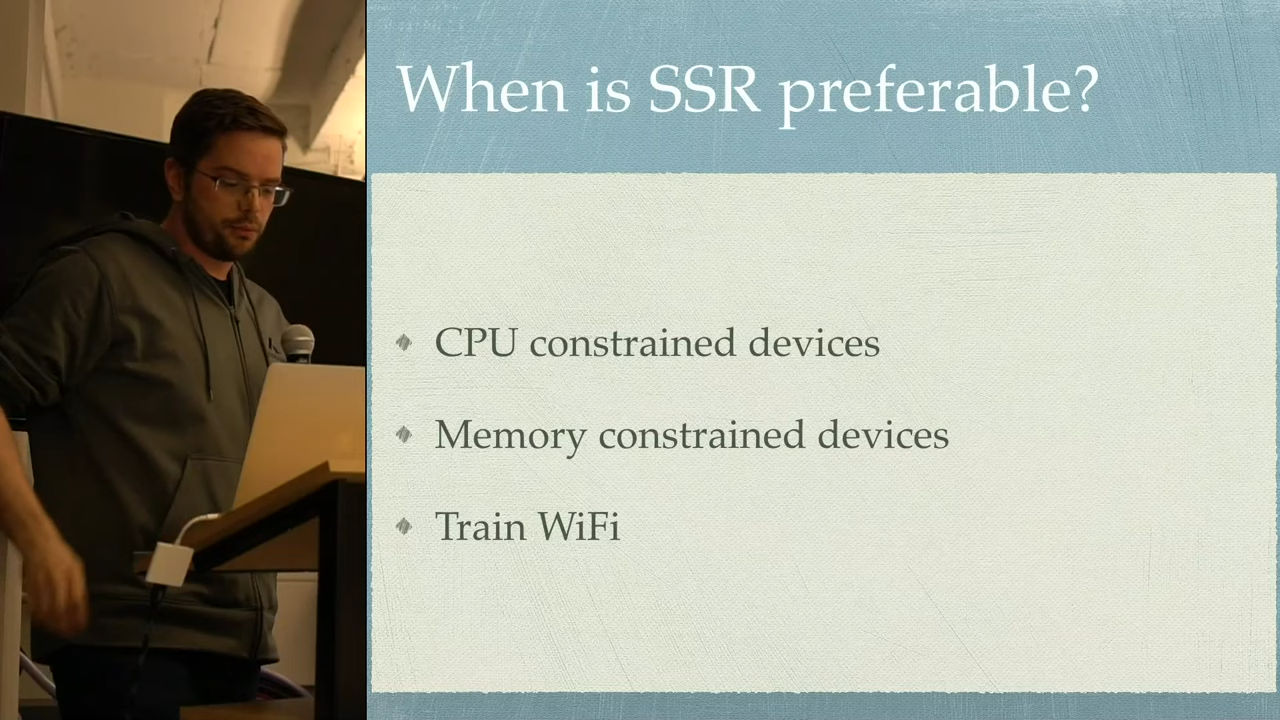 When is SSR preferable?
CPU constrained devices
Memory constrained devices
Train WiFi